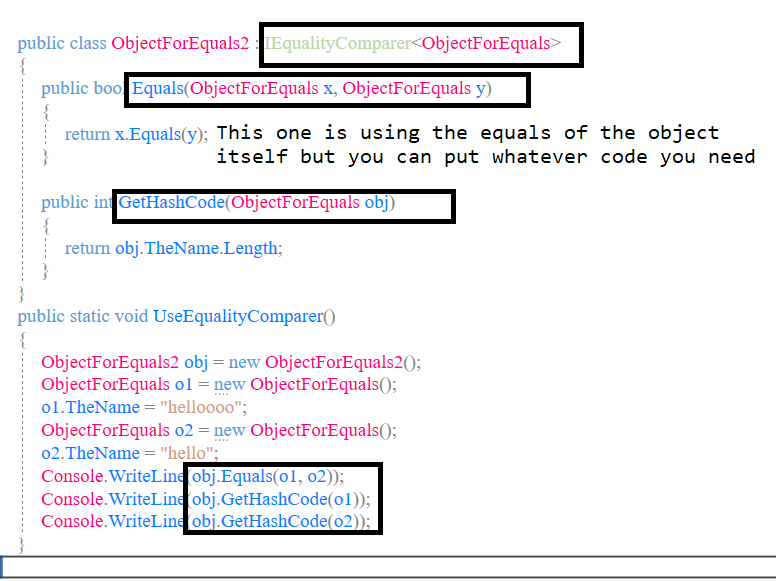 public class ObjectForEquals2 : IEqualityComparer<ObjectForEquals>
{
public bool Equals(ObjectForEquals x, ObjectForEquals y)
{
return x.Equals(y); This one is using the equals of the object
itself but you can put whatever code you need
}
public int GetHashCode(ObjectForEquals obj)
{
return obj.TheName.Length;
}
}
public static void UseEqualityComparer()
{
ObjectForEquals2 obj = new ObjectForEquals2();
ObjectForEquals o1 = new ObjectForEquals();
o1.TheName = "helloooo";
ObjectForEquals o2 = new ObjectForEquals();
o2.TheName = "hello";
Console.WriteLine(obj.Equals(o1, o2));
Console.WriteLine(obj.GetHashCode(o1));
Console.WriteLine(obj.GetHashCode(o2));
}